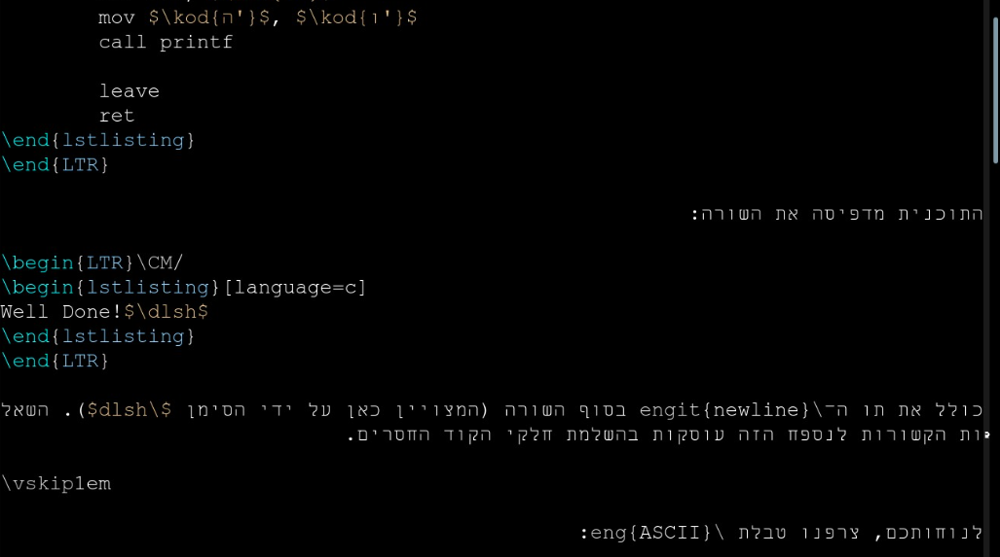 mov $\kod{ה'}$, $\kod{ו'}$
call printf
leave
ret
\end{lstlisting}
\end{LTR}
התוכנית מדפיסה את השורה:
\begin{LTR}\CM/
\begin{lstlisting}[language=c]
Well Done!$\dlsh$
\end{lstlisting}
\end{LTR}
כולל את תו ה־\engit{newline} בסוף השורה (המצויין כאן על ידי הסימן $\dlsh$). השאל
ות הקשורות לנספח הזה עוסקות בהשלמת חלקי הקוד החסרים.
\vskip1em
לנוחותכם, צרפנו טבלת \eng{ASCII}: